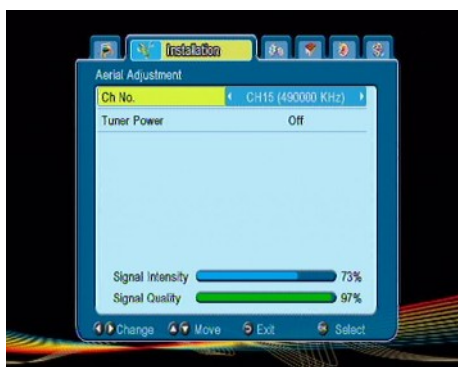 Installation
Aerial Adjustment
Ch No. CH15 (490000 KHz)
Tuner Power Off
Signal Intensity 73%
Signal Quality 97%
Change Move Exit Select